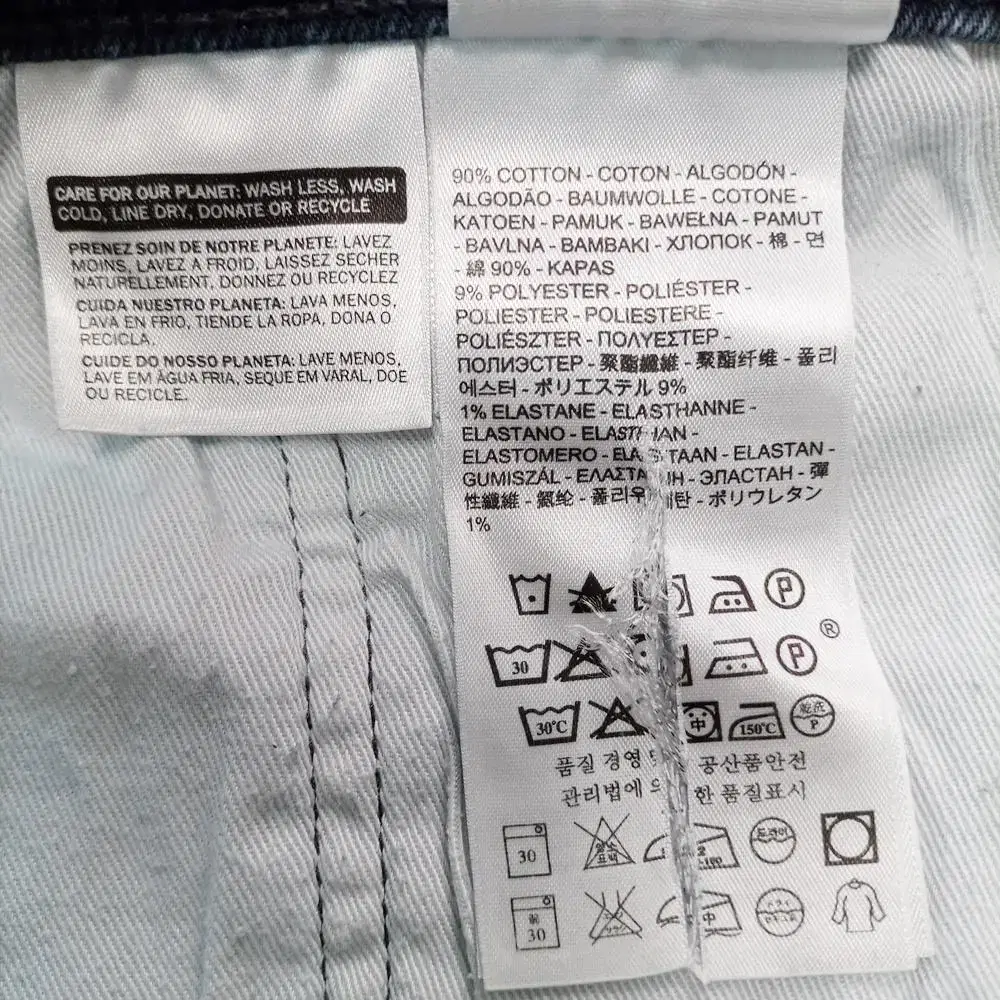 CARE FOR OUR PLANET: WASH LESS, WASH
COLD, LINE DRY, DONATE OR RECYCLE
PRENEZ SOIN DE NOTRE PLANETE: LAVEZ
MOINS, LAVEZ A FROID, LAISSEZ SECHER
NATURELLEMENT, DONNEZ OU RECYCLEZ
CUIDA NUESTRO PLANETA: LAVA MENOS,
LAVA EN FRIO, TIENDE LA ROPA, DONA O
RECICLA.
CUIDE DO NOSSO PLANETA: LAVE MENOS,
LAVE EM ÁGUA FRIA, SEQUE EM VARAL, DOE
OU RECICLE.
90% COTTON - COTON - ALGODÓN -
ALGODÃO - BAUMWOLLE - COTONE -
KATOEN - PAMUK - BAWEŁNA - PAMUT
- BAVLNA - BAMBAKI - ХЛОПОК - 棉 - 면
- 綿 90% - KAPAS
9% POLYESTER - POLIÉSTER -
POLIESTER - POLIESTERE -
POLIÉSZTER - ΠΟΛΥΕΣΤΕΡ -
ПОЛИЭСТЕР - 聚酯纖維 - 聚酯纤维 - 폴리
에스터 - ポリエステル 9%
1% ELASTANE - ELASTHANNE -
ELASTANO - -
ELASTOMERO - - ELASTAN -
GUMISZÁL - - ЭЛАСТАН - 彈
性纖維 - 氨纶 - - ポリウレタン
1%
P
30 P ®
30°C 中 150°C 乾洗 P
품질 경영 공산품안전
관리법에 한 품질표시
30 드라이
30 中